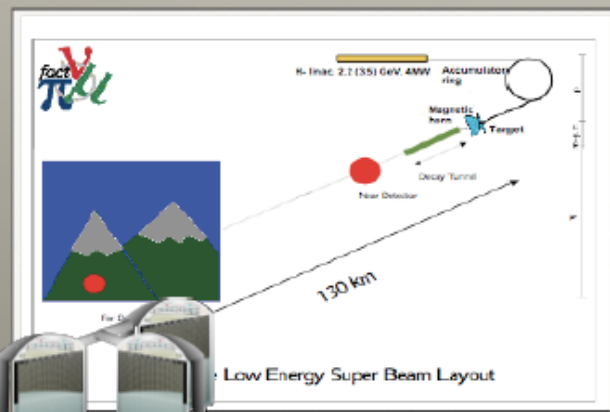 fact
ν
π μ
H- linac, 2.2 (3.5) GeV, 4MW
Accumulator
ring
Magnetic
horn
Target
Decay Tunnel
Near Detector
130 km
Low Energy Super Beam Layout